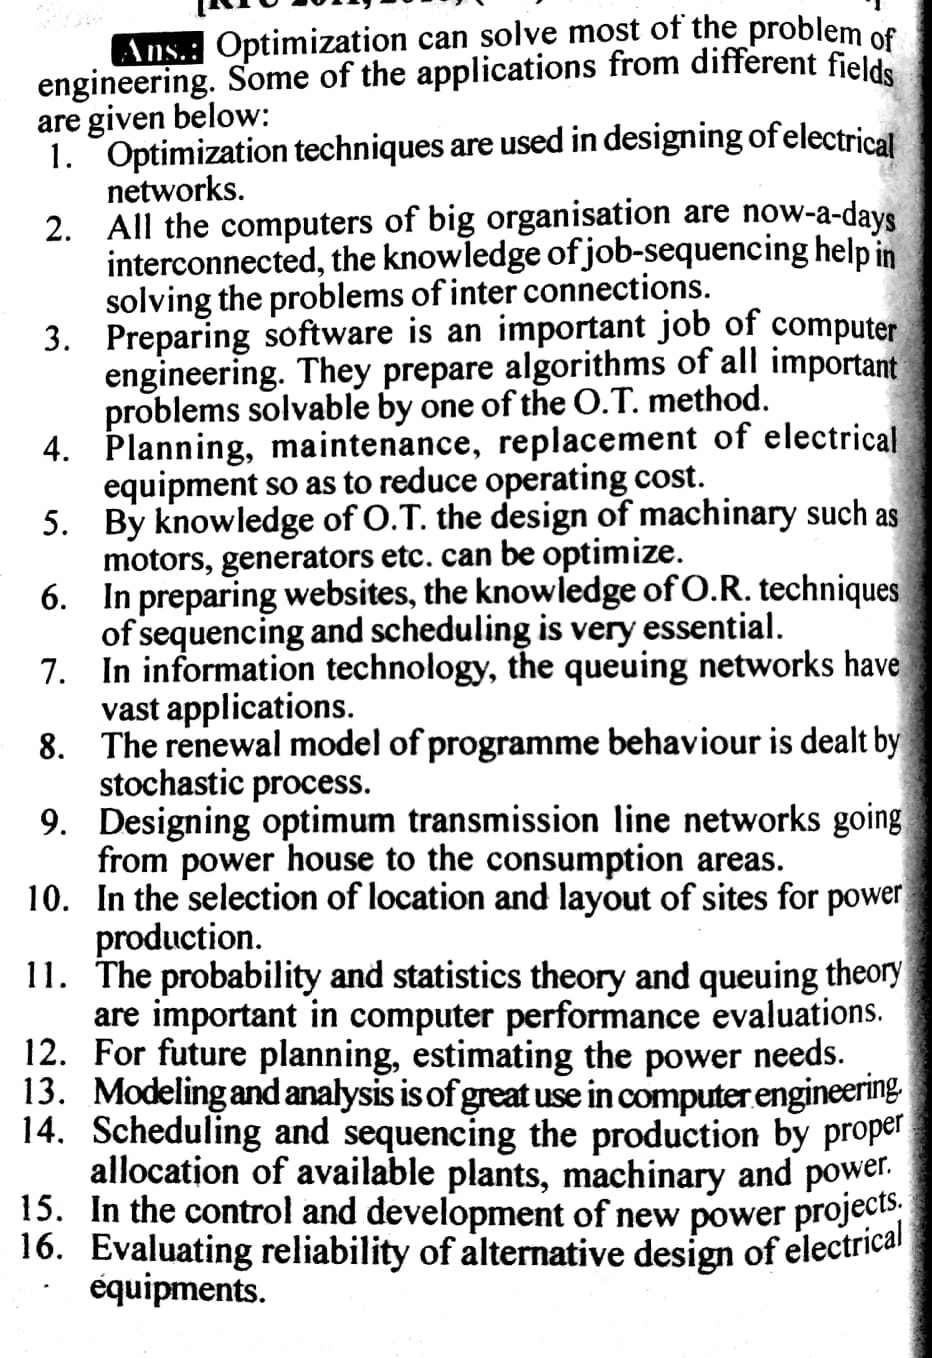 Ans.: Optimization can solve most of the problem of
engineering. Some of the applications from different fields
are given below:
1. Optimization techniques are used in designing of electrical
networks.
2. All the computers of big organisation are now-a-days
interconnected, the knowledge of job-sequencing help in
solving the problems of inter connections.
3. Preparing software is an important job of computer
engineering. They prepare algorithms of all important
problems solvable by one of the O.T. method.
4. Planning, maintenance, replacement of electrical
equipment so as to reduce operating cost.
5. By knowledge of O.T. the design of machinary such as
motors, generators etc. can be optimize.
6. In preparing websites, the knowledge of O.R. techniques
of sequencing and scheduling is very essential.
7. In information technology, the queuing networks have
vast applications.
8. The renewal model of programme behaviour is dealt by
stochastic process.
9. Designing optimum transmission line networks going
from power house to the consumption areas.
10. In the selection of location and layout of sites for power
production.
11. The probability and statistics theory and queuing theory
are important in computer performance evaluations.
12. For future planning, estimating the power needs.
13. Modeling and analysis is of great use in computer engineering.
14. Scheduling and sequencing the production by proper
allocation of available plants, machinary and power.
15. In the control and development of new power projects.
16. Evaluating reliability of alternative design of electrical
equipments.